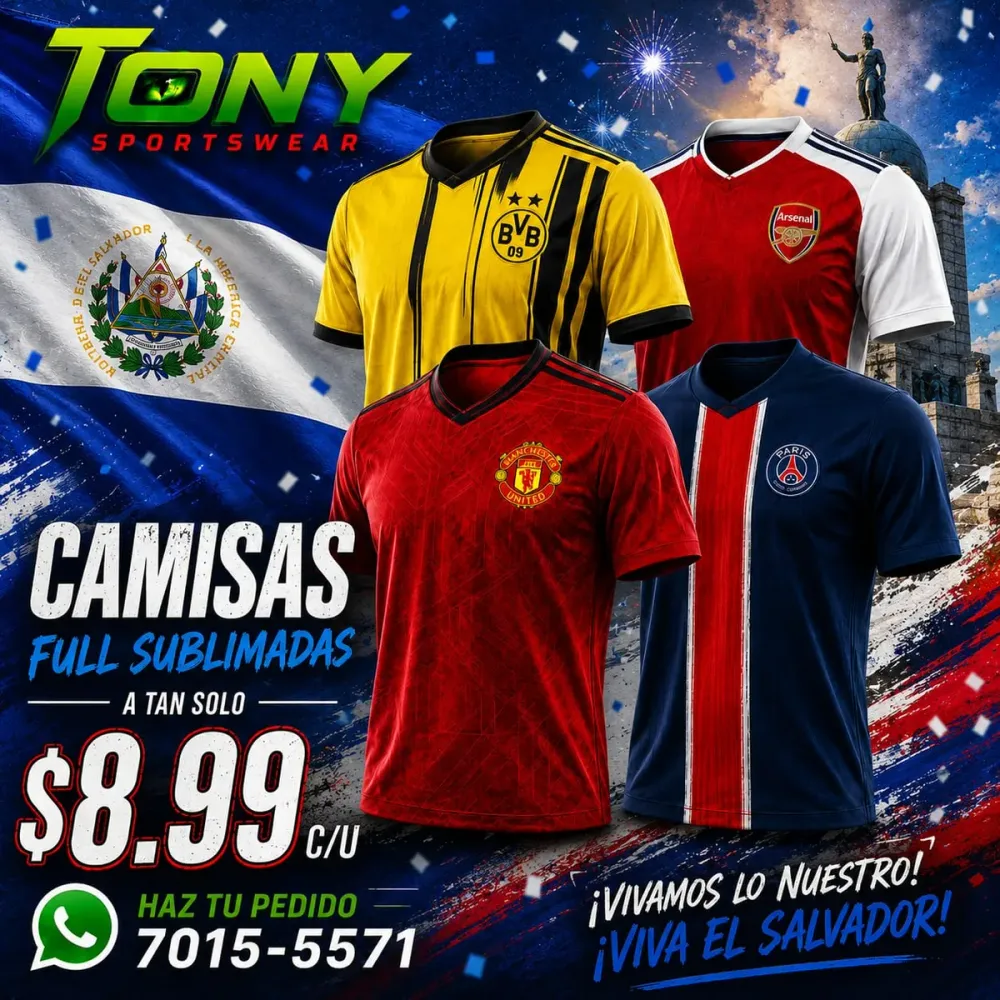 TONY
SPORTSWEAR
BVB
09
Arsenal
MANCHESTER
UNITED
PARIS
CAMISAS
FULL SUBLIMADAS
A TAN SOLO
$8.99 C/U
HAZ TU PEDIDO
7015-5571
¡VIVAMOS LO NUESTRO!
¡VIVA EL SALVADOR!